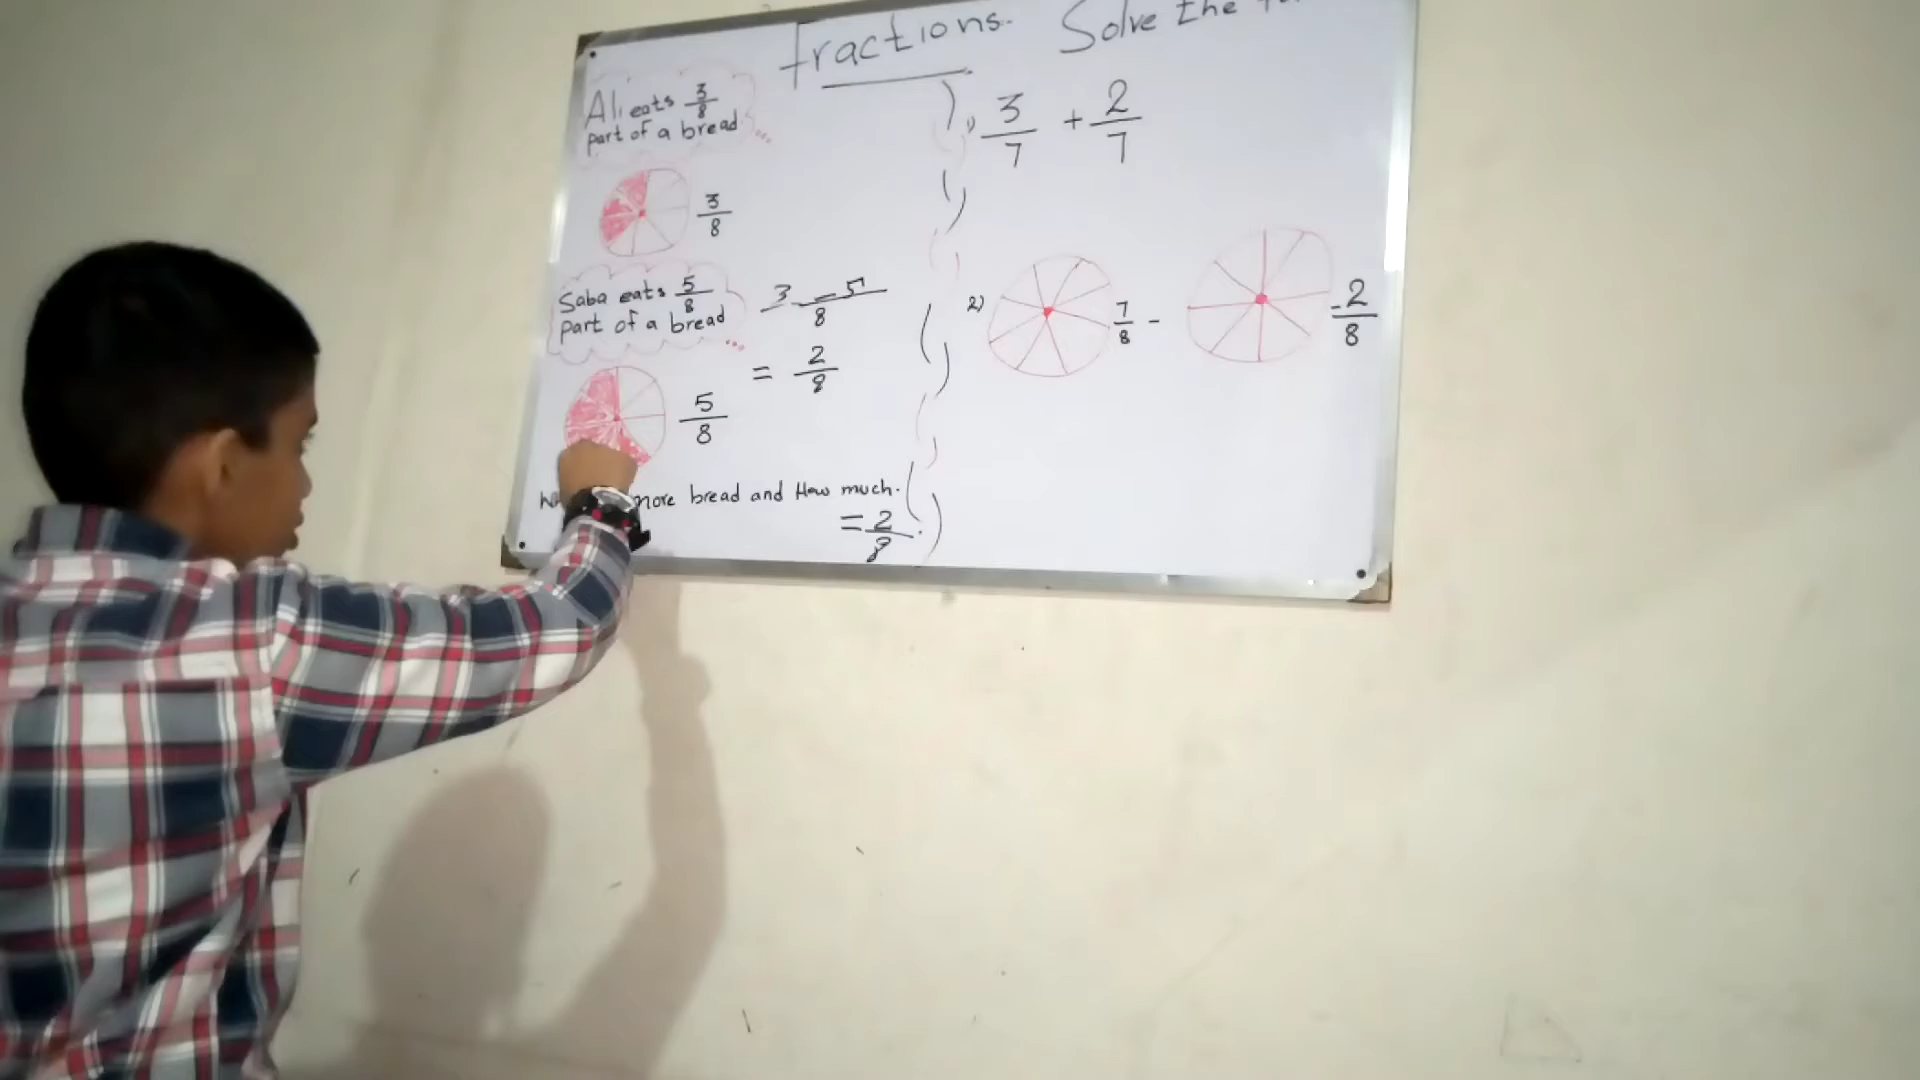 Fractions.
Ali eats 3/8
part of a bread...
3/8
Saba eats 5/8
part of a bread...
5/8
3 - 5
8
= 2/8
more bread and How much.
= 2/8.
Solve the
1) 3/7 + 2/7
2) 7/8 - 2/8